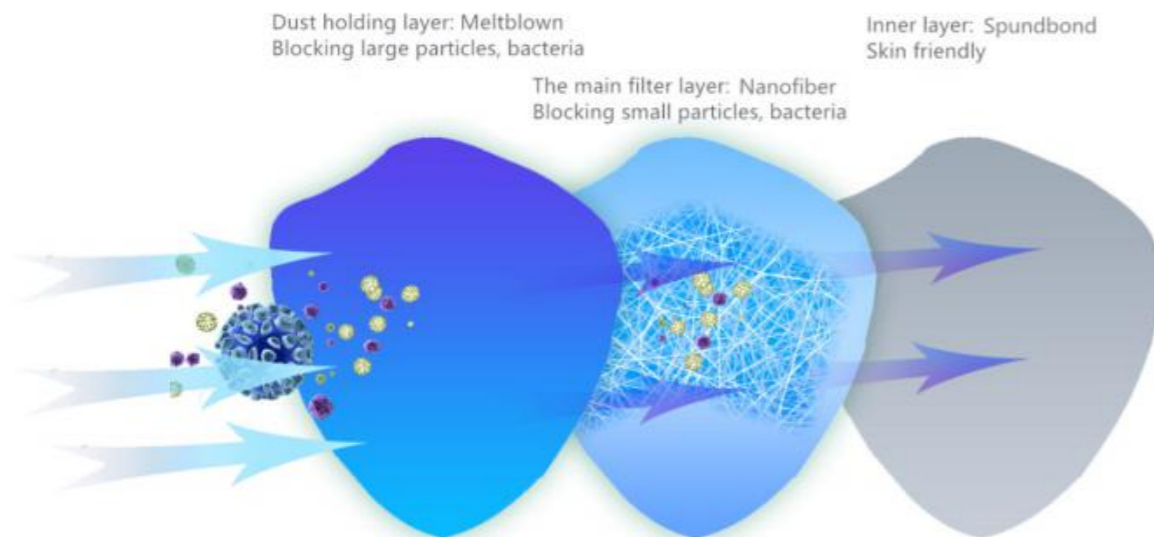 Dust holding layer: Meltblown
Blocking large particles, bacteria
Inner layer: Spundbond
Skin friendly
The main filter layer: Nanofiber
Blocking small particles, bacteria